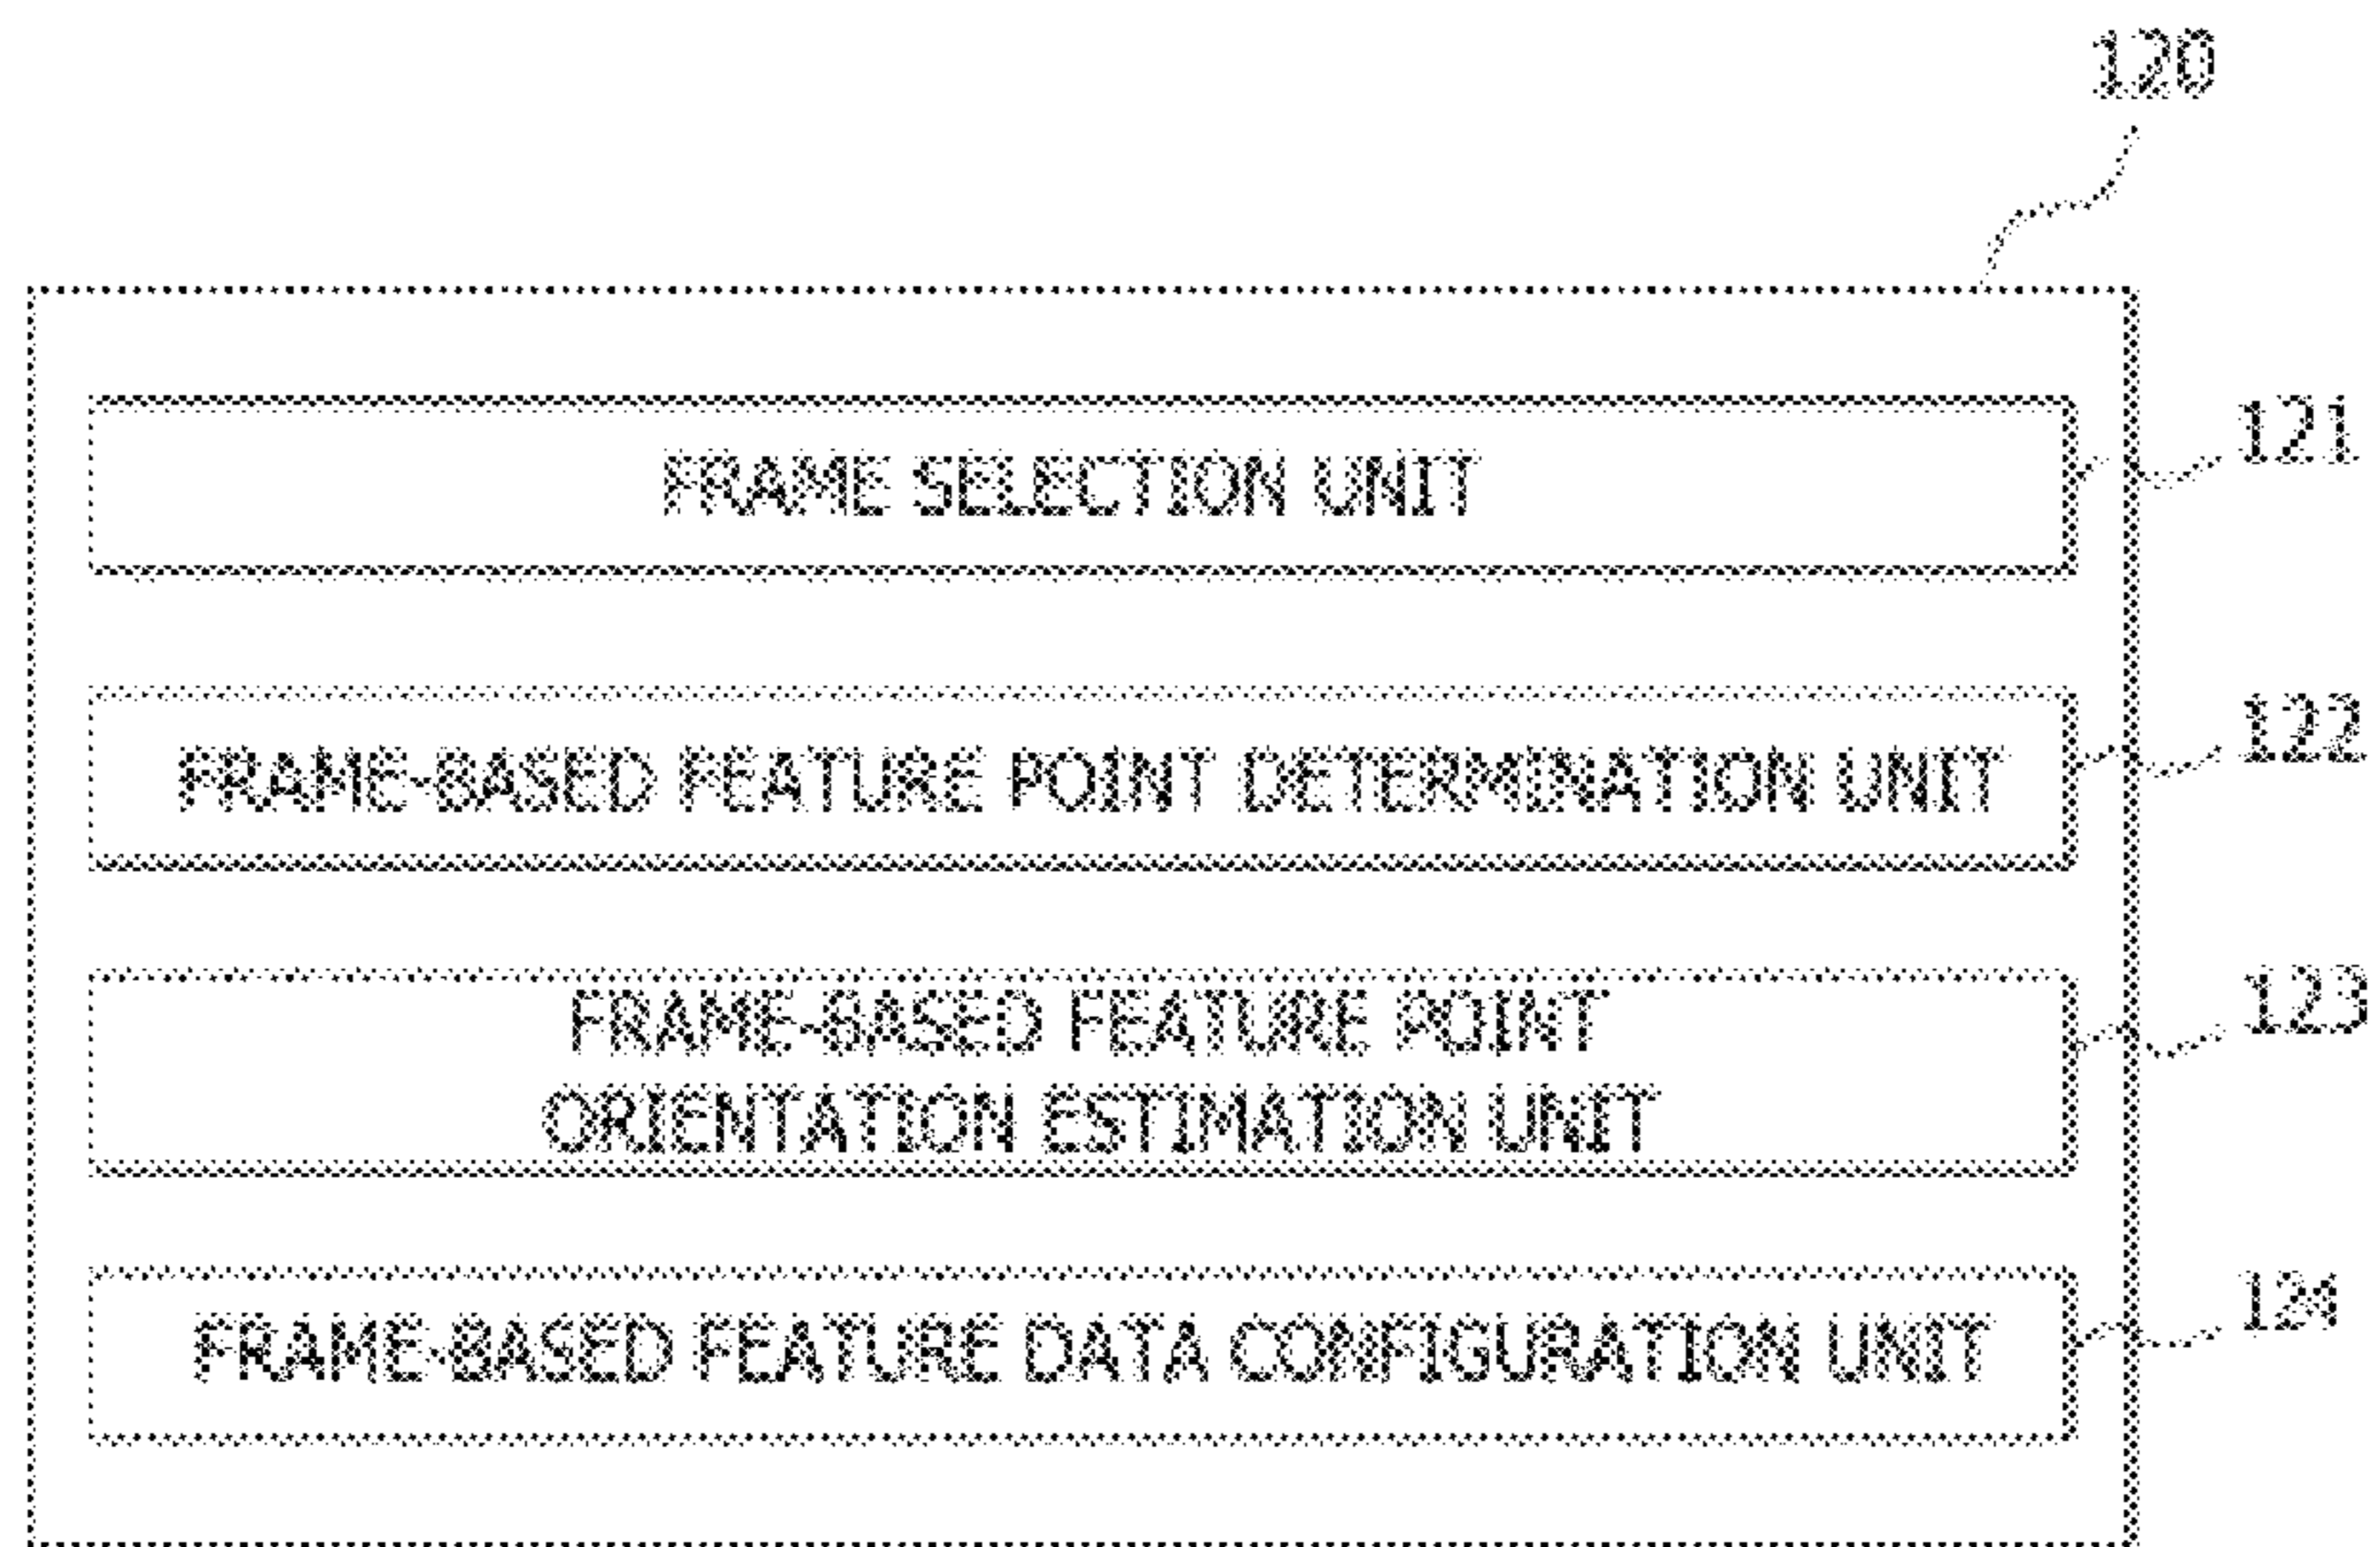 120
FRAME SELECTION UNIT
121
FRAME-BASED FEATURE POINT DETERMINATION UNIT
122
FRAME-BASED FEATURE POINT
ORIENTATION ESTIMATION UNIT
123
FRAME-BASED FEATURE DATA CONFIGURATION UNIT
124